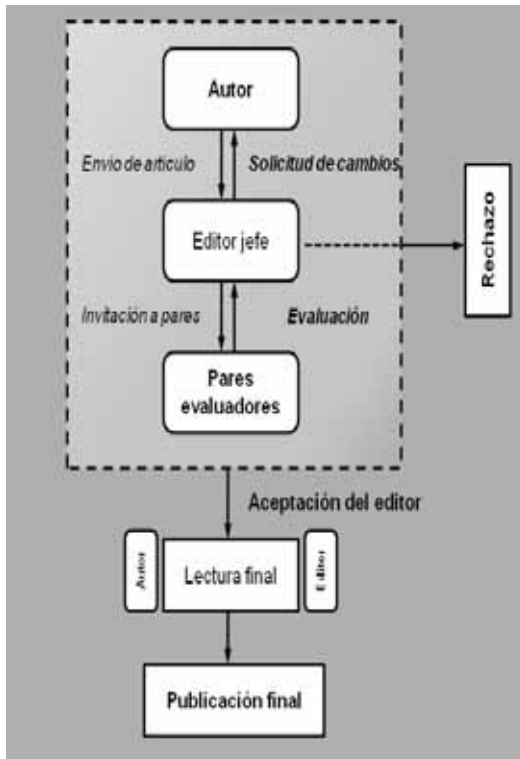 Autor
Envio de artículo
Solicitud de cambios
Editor jefe
Rechazo
Invitación a pares
Evaluación
Pares
evaluadores
Aceptación del editor
Autor
Lectura final
Editor
Publicación final